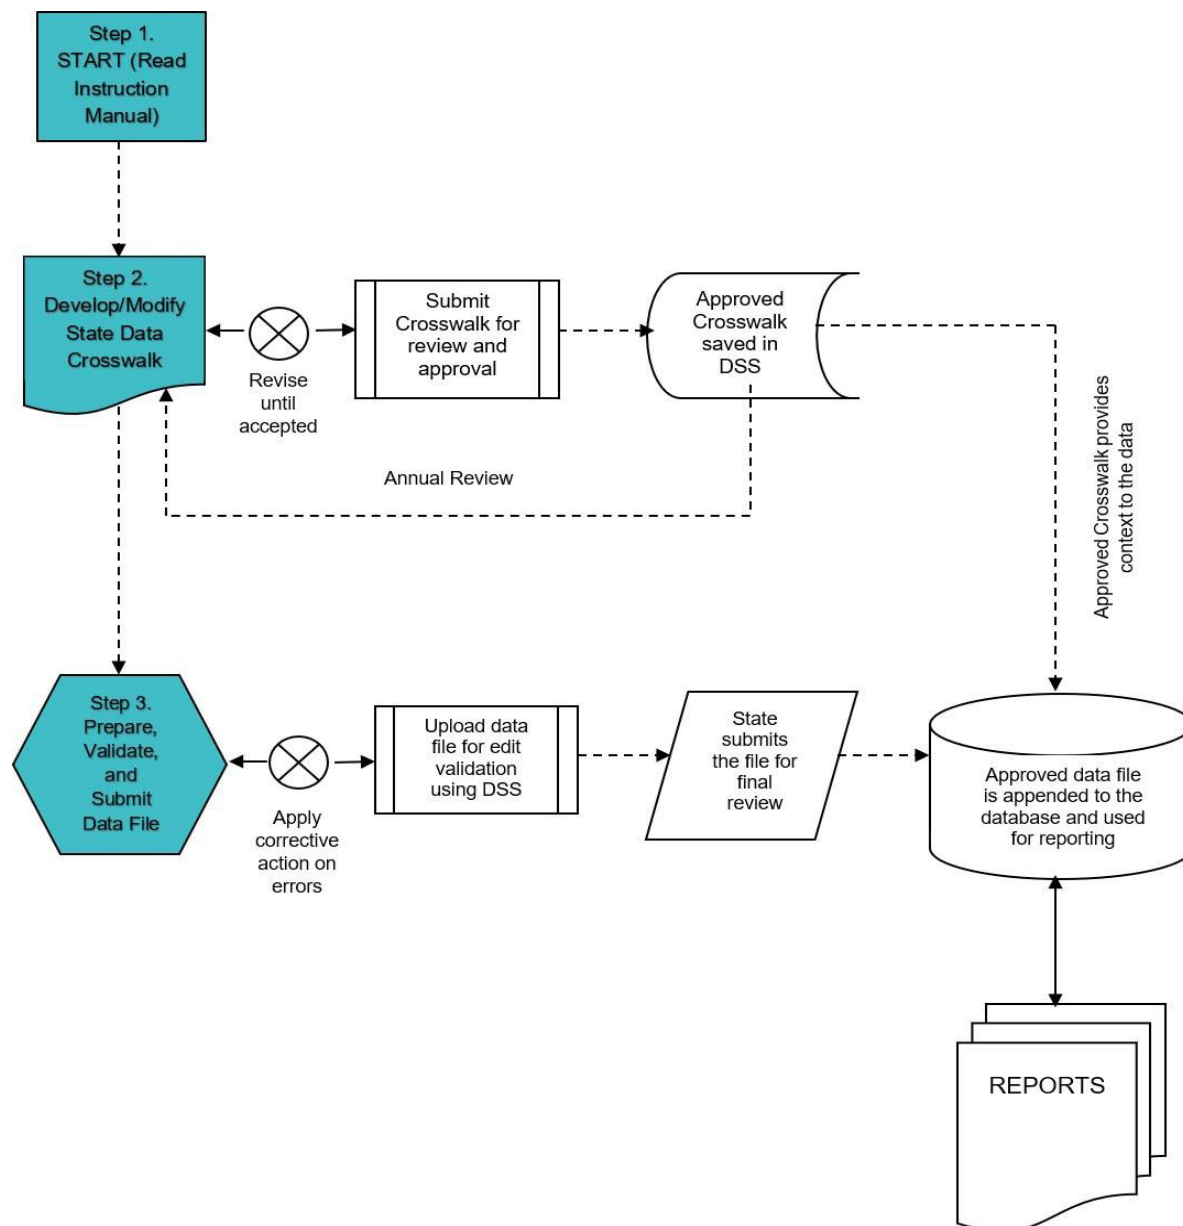 Step 1.
START (Read
Instruction
Manual)
Step 2.
Develop/Modify
State Data
Crosswalk
Revise
until
accepted
Submit
Crosswalk for
review and
approval
Approved
Crosswalk
saved in
DSS
Annual Review
Approved Crosswalk provides
context to the data
Step 3.
Prepare,
Validate,
and
Submit
Data File
Apply
corrective
action on
errors
Upload data
file for edit
validation
using DSS
State
submits
the file for
final
review
Approved data file
is appended to the
database and used
for reporting
REPORTS